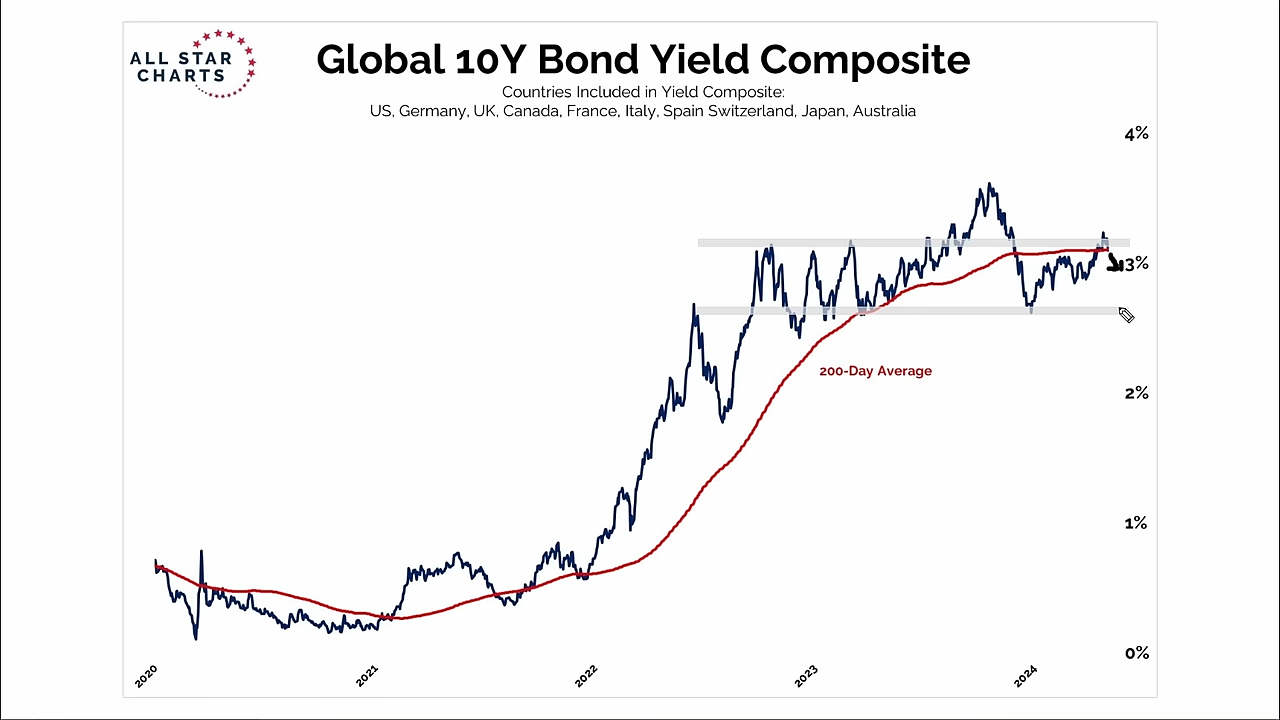 ALL STAR
CHARTS
Global 10Y Bond Yield Composite
Countries Included in Yield Composite:
US, Germany, UK, Canada, France, Italy, Spain Switzerland, Japan, Australia
4%
3%
200-Day Average
2%
1%
0%
2020
2021
2022
2023
2024